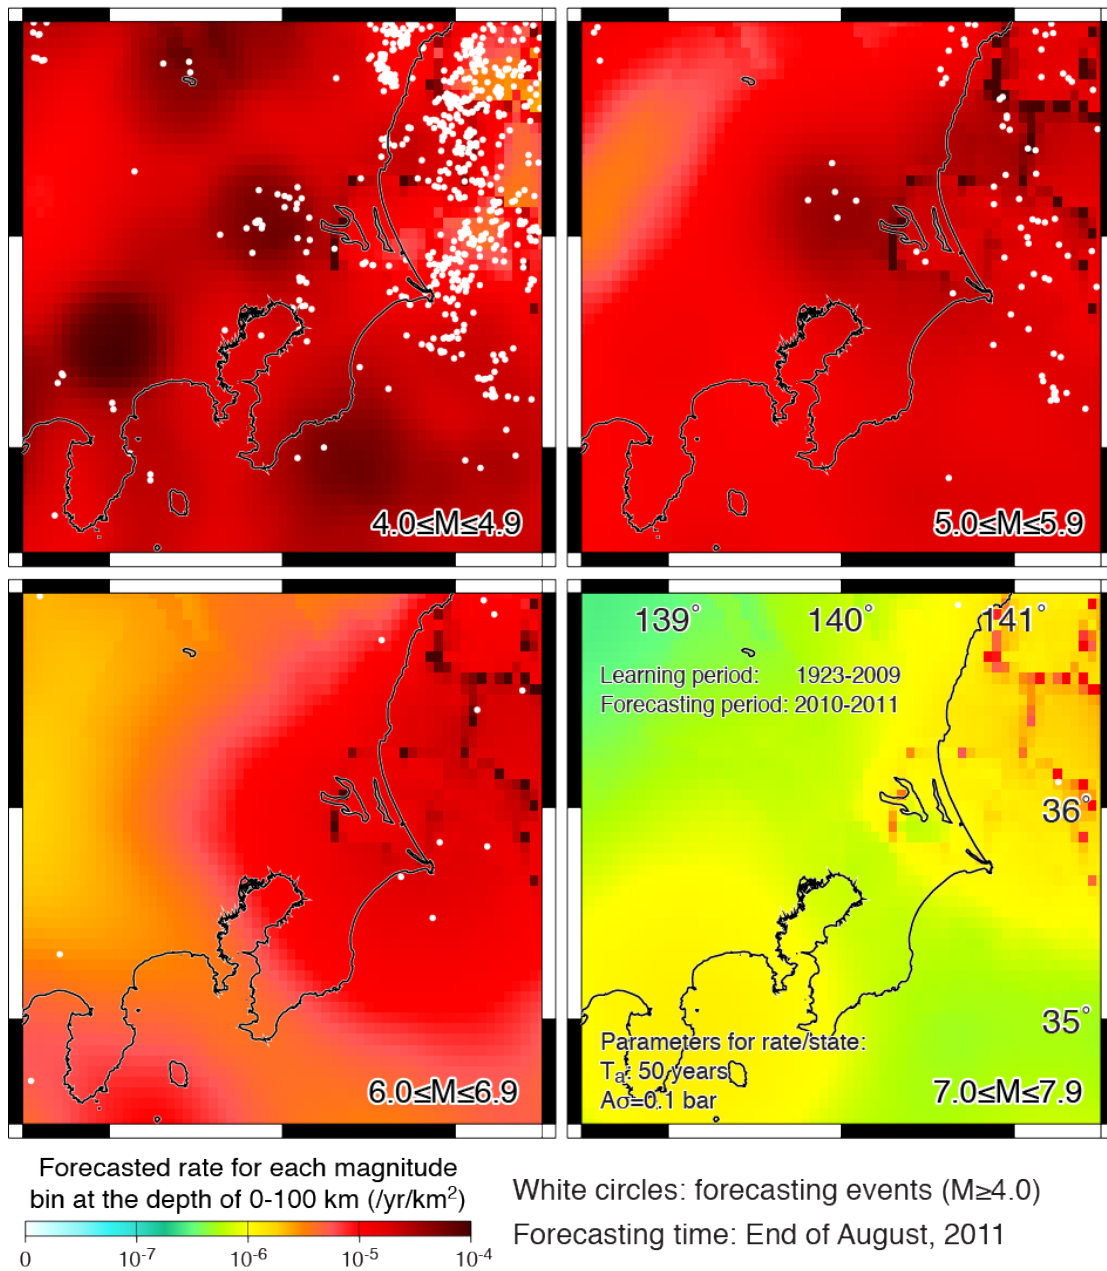 4.0≤M≤4.9
5.0≤M≤5.9
139° 140° 141°
Learning period: 1923-2009
Forecasting period: 2010-2011
36°
35°
Parameters for rate/state:
Ta: 50 years
Aσ=0.1 bar
6.0≤M≤6.9
7.0≤M≤7.9
Forecasted rate for each magnitude
bin at the depth of 0-100 km (/yr/km²)
0 10⁻⁷ 10⁻⁶ 10⁻⁵ 10⁻⁴
White circles: forecasting events (M≥4.0)
Forecasting time: End of August, 2011